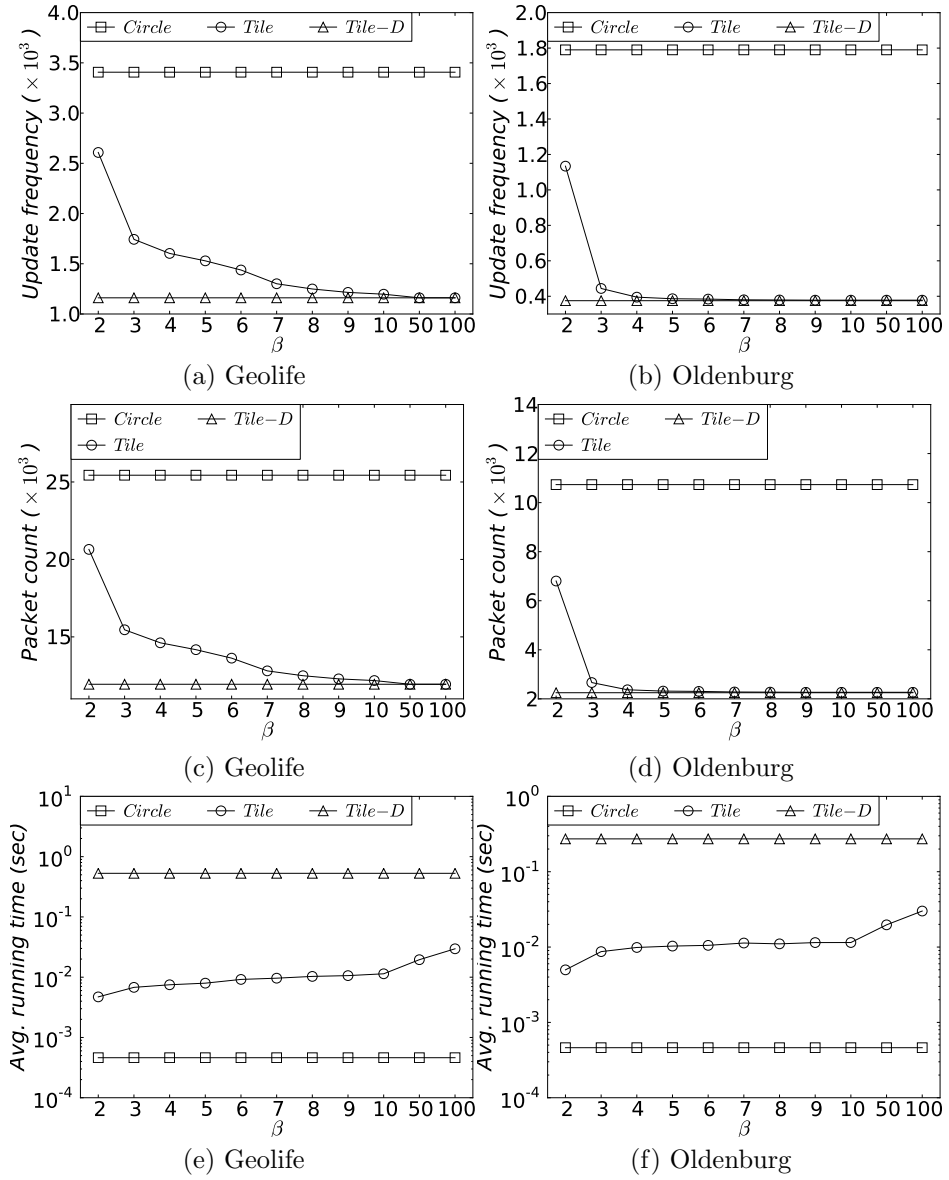 Circle Tile Tile−D
Update frequency ( × 10³ )
4.0
3.5
3.0
2.5
2.0
1.5
1.0
2 3 4 5 6 7 8 9 10 50 100
β
(a) Geolife
Circle Tile Tile−D
Update frequency ( × 10³ )
2.0
1.8
1.6
1.4
1.2
1.0
0.8
0.6
0.4
2 3 4 5 6 7 8 9 10 50 100
β
(b) Oldenburg
Circle Tile−D
Tile
Packet count ( × 10³ )
25
20
15
2 3 4 5 6 7 8 9 10 50 100
β
(c) Geolife
Circle Tile−D
Tile
Packet count ( × 10³ )
14
12
10
8
6
4
2
2 3 4 5 6 7 8 9 10 50 100
β
(d) Oldenburg
Circle Tile Tile−D
Avg. running time (sec)
10¹
10⁰
10⁻¹
10⁻²
10⁻³
10⁻⁴
2 3 4 5 6 7 8 9 10 50 100
β
(e) Geolife
Circle Tile Tile−D
Avg. running time (sec)
10⁰
10⁻¹
10⁻²
10⁻³
10⁻⁴
2 3 4 5 6 7 8 9 10 50 100
β
(f) Oldenburg